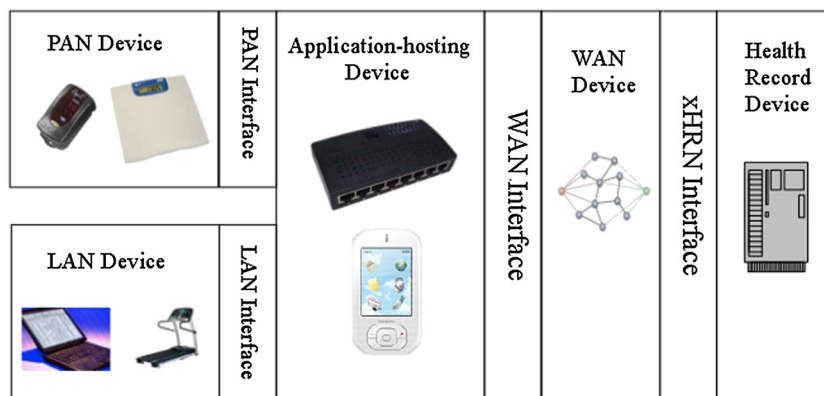 PAN Device
PAN Interface
Application-hosting
Device
WAN Interface
WAN
Device
xHRN Interface
Health
Record
Device
LAN Device
LAN Interface